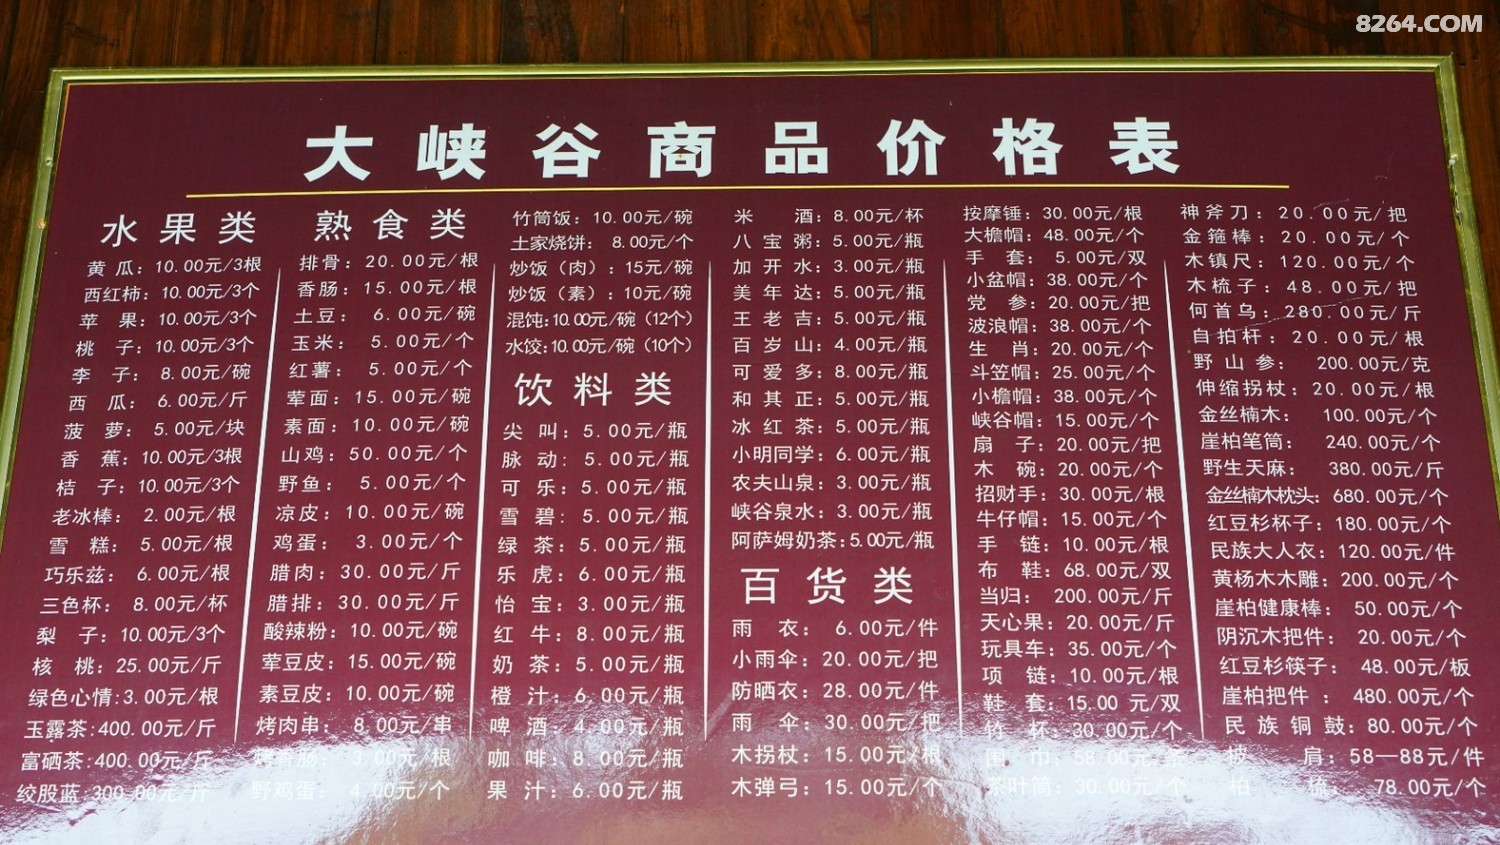 8264.COM
大峡谷商品价格表
水果类
黄瓜：10.00元/3根
西红柿：10.00元/3个
苹果：10.00元/3个
桃子：10.00元/3个
李子：8.00元/碗
西瓜：6.00元/斤
菠萝：5.00元/块
香蕉：10.00元/3根
桔子：10.00元/3个
老冰棒：2.00元/根
雪糕：5.00元/根
巧乐兹：6.00元/根
三色杯：8.00元/杯
梨子：10.00元/3个
核桃：25.00元/斤
绿色心情：3.00元/根
玉露茶：400.00元/斤
富硒茶：400.00元/斤
绞股蓝：300.00元/斤
熟食类
排骨：20.00元/根
香肠：15.00元/根
土豆：6.00元/碗
玉米：5.00元/个
红薯：5.00元/个
荤面：15.00元/碗
素面：10.00元/碗
山鸡：50.00元/个
野鱼：5.00元/个
凉皮：10.00元/碗
鸡蛋：3.00元/个
腊肉：30.00元/斤
腊排：30.00元/斤
酸辣粉：10.00元/碗
荤豆皮：15.00元/碗
素豆皮：10.00元/碗
烤肉串：8.00元/串
烤香肠：3.00元/根
野鸡蛋：4.00元/个
竹筒饭：10.00元/碗
土家烧饼：8.00元/个
炒饭（肉）：15元/碗
炒饭（素）：10元/碗
混饨：10.00元/碗（12个）
水饺：10.00元/碗（10个）
饮料类
尖叫：5.00元/瓶
脉动：5.00元/瓶
可乐：5.00元/瓶
雪碧：5.00元/瓶
绿茶：5.00元/瓶
乐虎：6.00元/瓶
怡宝：3.00元/瓶
红牛：8.00元/瓶
奶茶：5.00元/瓶
橙汁：6.00元/瓶
啤酒：4.00元/瓶
咖啡：8.00元/瓶
果汁：6.00元/瓶
米酒：8.00元/杯
八宝粥：5.00元/瓶
加开水：3.00元/瓶
美年达：5.00元/瓶
王老吉：5.00元/瓶
百岁山：4.00元/瓶
可爱多：8.00元/瓶
和其正：5.00元/瓶
冰红茶：5.00元/瓶
小明同学：6.00元/瓶
农夫山泉：3.00元/瓶
峡谷泉水：3.00元/瓶
阿萨姆奶茶：5.00元/瓶
百货类
雨衣：6.00元/件
小雨伞：20.00元/把
防晒衣：28.00元/件
雨伞：30.00元/把
木拐杖：15.00元/根
木弹弓：15.00元/个
按摩锤：30.00元/根
大檐帽：48.00元/个
手套：5.00元/双
小盆帽：38.00元/个
党参：20.00元/把
波浪帽：38.00元/个
生肖：20.00元/个
斗笠帽：25.00元/个
小檐帽：38.00元/个
峡谷帽：15.00元/个
扇子：20.00元/把
木碗：20.00元/个
招财手：30.00元/根
牛仔帽：15.00元/个
手链：10.00元/根
布鞋：68.00元/双
当归：200.00元/斤
天心果：20.00元/斤
玩具车：35.00元/个
项链：10.00元/根
鞋套：15.00元/双
竹杯：30.00元/个
围巾：58.00元/条
茶叶筒：30.00元/个
神斧刀：20.00元/把
金箍棒：20.00元/个
木镇尺：120.00元/个
木梳子：48.00元/把
何首乌：280.00元/斤
自拍杆：20.00元/根
野山参：200.00元/克
伸缩拐杖：20.00元/根
金丝楠木：100.00元/个
崖柏笔筒：240.00元/个
野生天麻：380.00元/斤
金丝楠木枕头：680.00元/个
红豆杉杯子：180.00元/个
民族大人衣：120.00元/件
黄杨木木雕：200.00元/个
崖柏健康棒：50.00元/个
阴沉木把件：20.00元/个
红豆杉筷子：48.00元/板
崖柏把件：480.00元/个
民族铜鼓：80.00元/个
披肩：58—88元/件
柏梳：78.00元/个